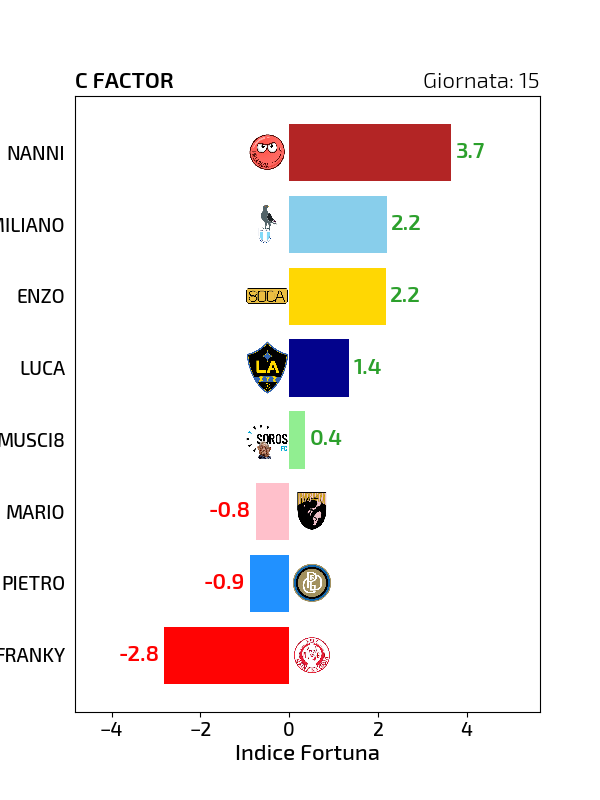 C FACTOR
Giornata: 15
NANNI
3.7
MILIANO
2.2
ENZO
SOCA
2.2
LUCA
LA
1.4
MUSCI8
SOROS
FC
0.4
MARIO
-0.8
PIETRO
-0.9
FRANKY
-2.8
−4
−2
0
2
4
Indice Fortuna